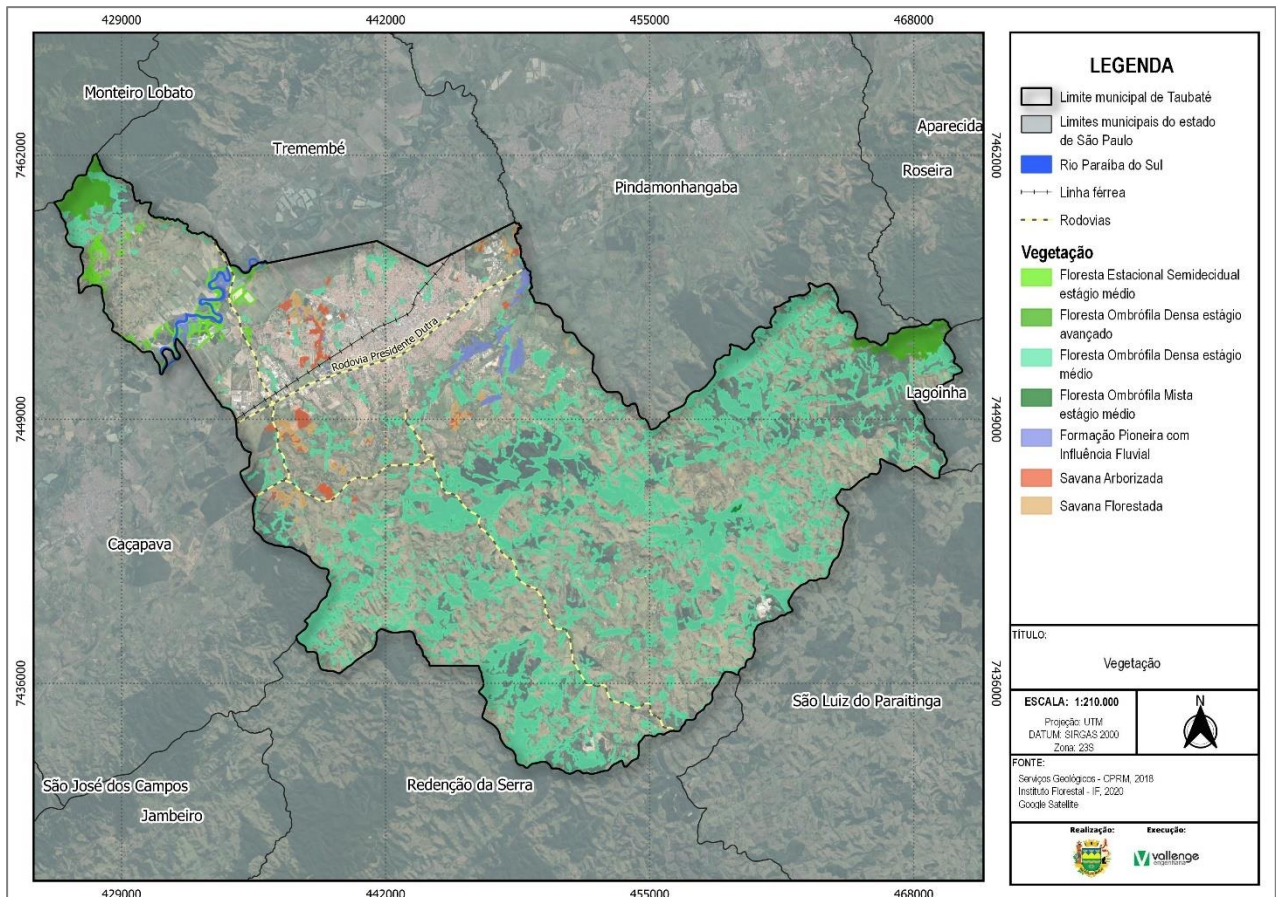 429000
442000
455000
468000
7462000
7449000
7436000
7462000
7449000
7436000
Monteiro Lobato
Tremembé
Pindamonhangaba
Aparecida
Roseira
Rodovia Presidente Dutra
Lagoinha
Caçapava
São Luiz do Paraitinga
São José dos Campos
Jambeiro
Redenção da Serra
429000
442000
455000
468000
LEGENDA
Limite municipal de Taubaté
Limites municipais do estado
de São Paulo
Rio Paraíba do Sul
Linha férrea
Rodovias
Vegetação
Floresta Estacional Semidecidual
estágio médio
Floresta Ombrófila Densa estágio
avançado
Floresta Ombrófila Densa estágio
médio
Floresta Ombrófila Mista
estágio médio
Formação Pioneira com
Influência Fluvial
Savana Arborizada
Savana Florestada
TÍTULO:
Vegetação
ESCALA: 1:210.000
Projeção: UTM
DATUM: SIRGAS 2000
Zona: 23S
N
FONTE:
Serviços Geológicos - CPRM, 2018
Instituto Florestal - IF, 2020
Google Satellite
Realização:
Execução:
vallenge
engenharia